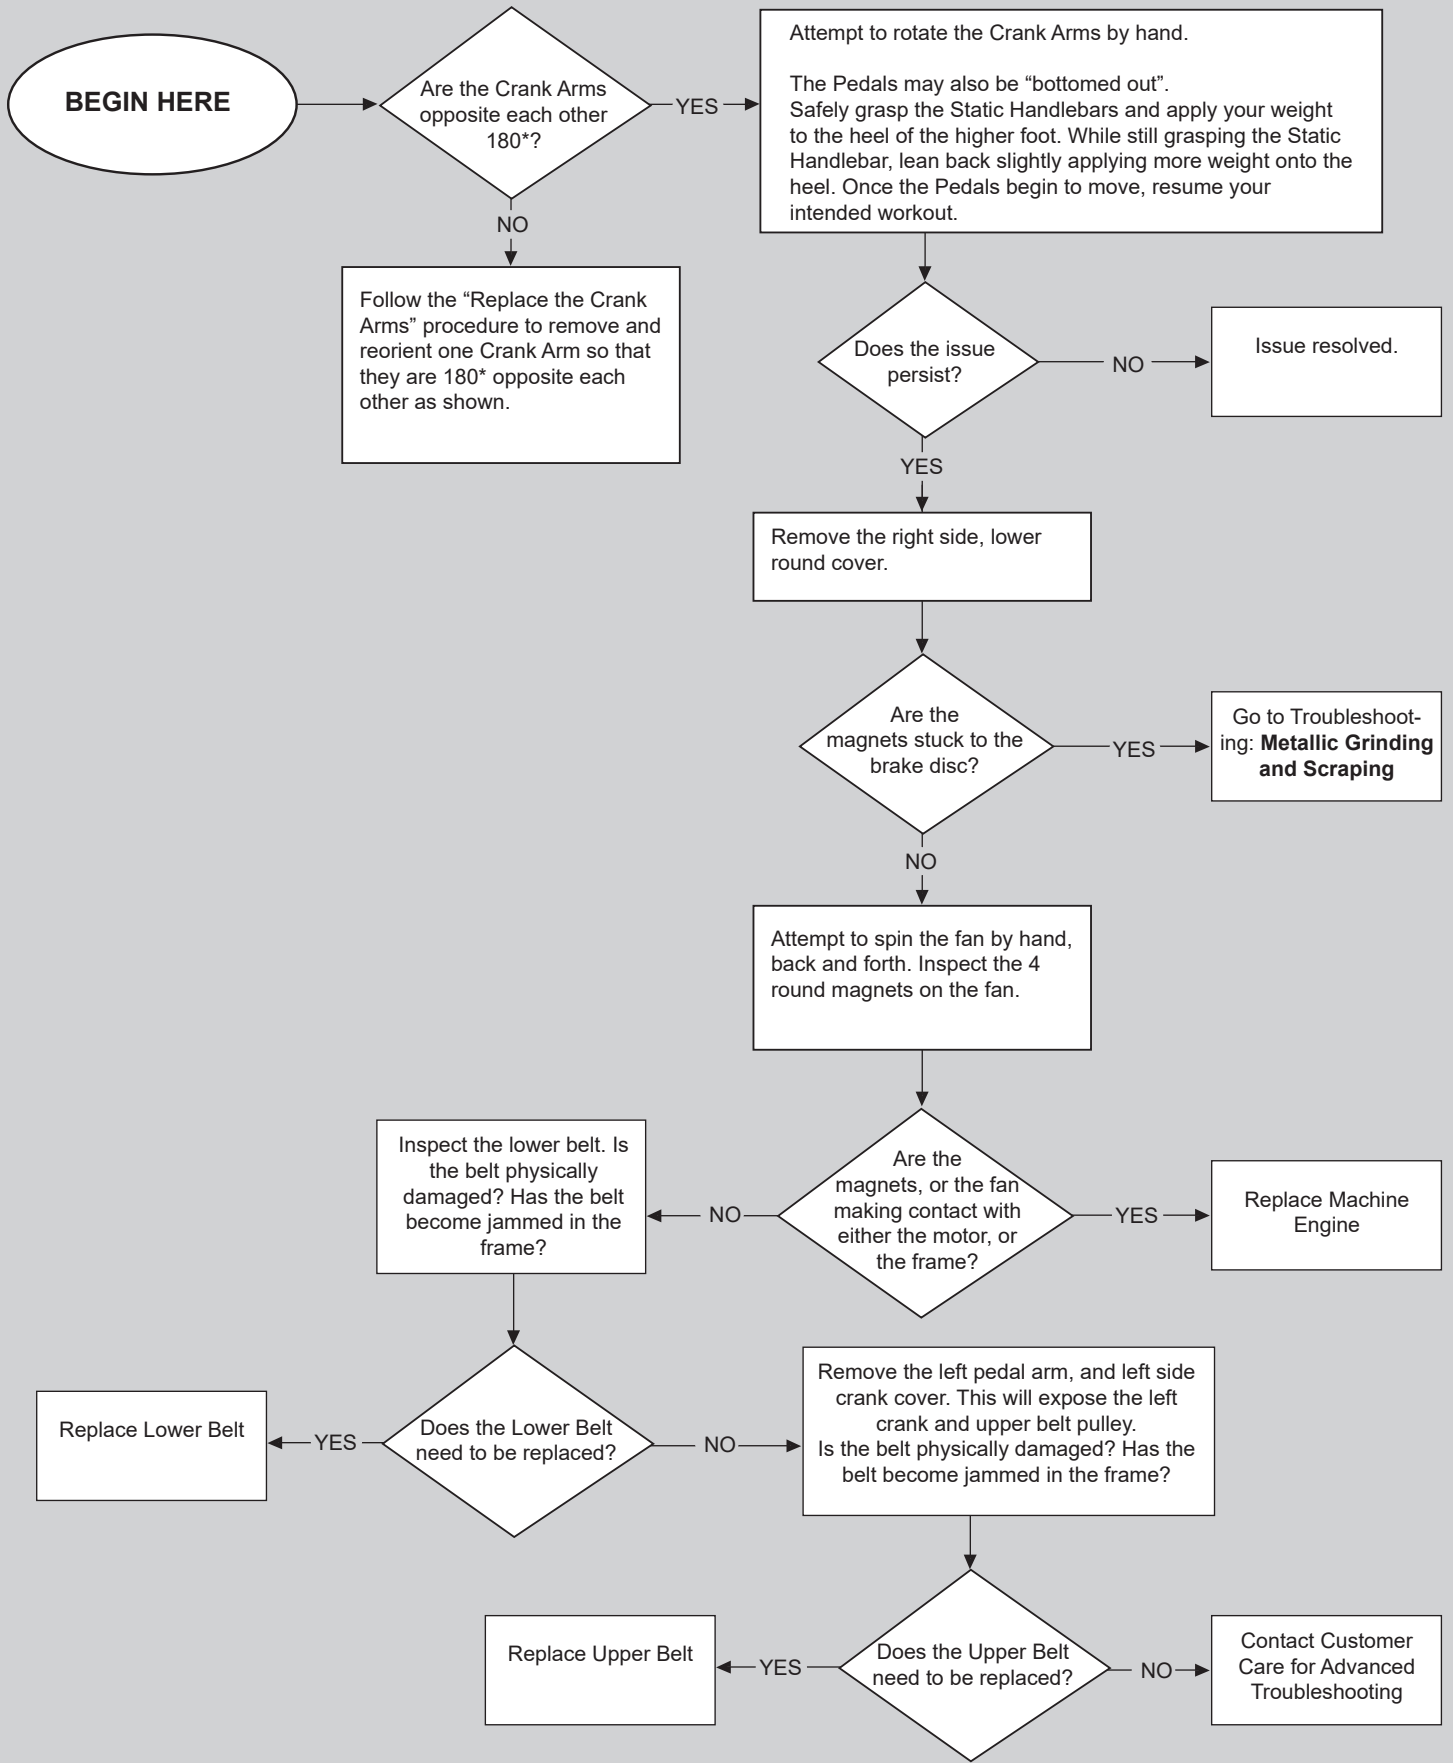 BEGIN HERE
Are the Crank Arms
opposite each other
180*?
YES
Attempt to rotate the Crank Arms by hand.
The Pedals may also be “bottomed out”.
Safely grasp the Static Handlebars and apply your weight
to the heel of the higher foot. While still grasping the Static
Handlebar, lean back slightly applying more weight onto the
heel. Once the Pedals begin to move, resume your
intended workout.
NO
Follow the “Replace the Crank
Arms” procedure to remove and
reorient one Crank Arm so that
they are 180* opposite each
other as shown.
Does the issue
persist?
NO
Issue resolved.
YES
Remove the right side, lower
round cover.
Are the
magnets stuck to the
brake disc?
YES
Go to Troubleshoot-
ing: Metallic Grinding
and Scraping
NO
Attempt to spin the fan by hand,
back and forth. Inspect the 4
round magnets on the fan.
Are the
magnets, or the fan
making contact with
either the motor, or
the frame?
YES
Replace Machine
Engine
NO
Inspect the lower belt. Is
the belt physically
damaged? Has the belt
become jammed in the
frame?
Does the Lower Belt
need to be replaced?
YES
Replace Lower Belt
NO
Remove the left pedal arm, and left side
crank cover. This will expose the left
crank and upper belt pulley.
Is the belt physically damaged? Has the
belt become jammed in the frame?
Does the Upper Belt
need to be replaced?
YES
Replace Upper Belt
NO
Contact Customer
Care for Advanced
Troubleshooting